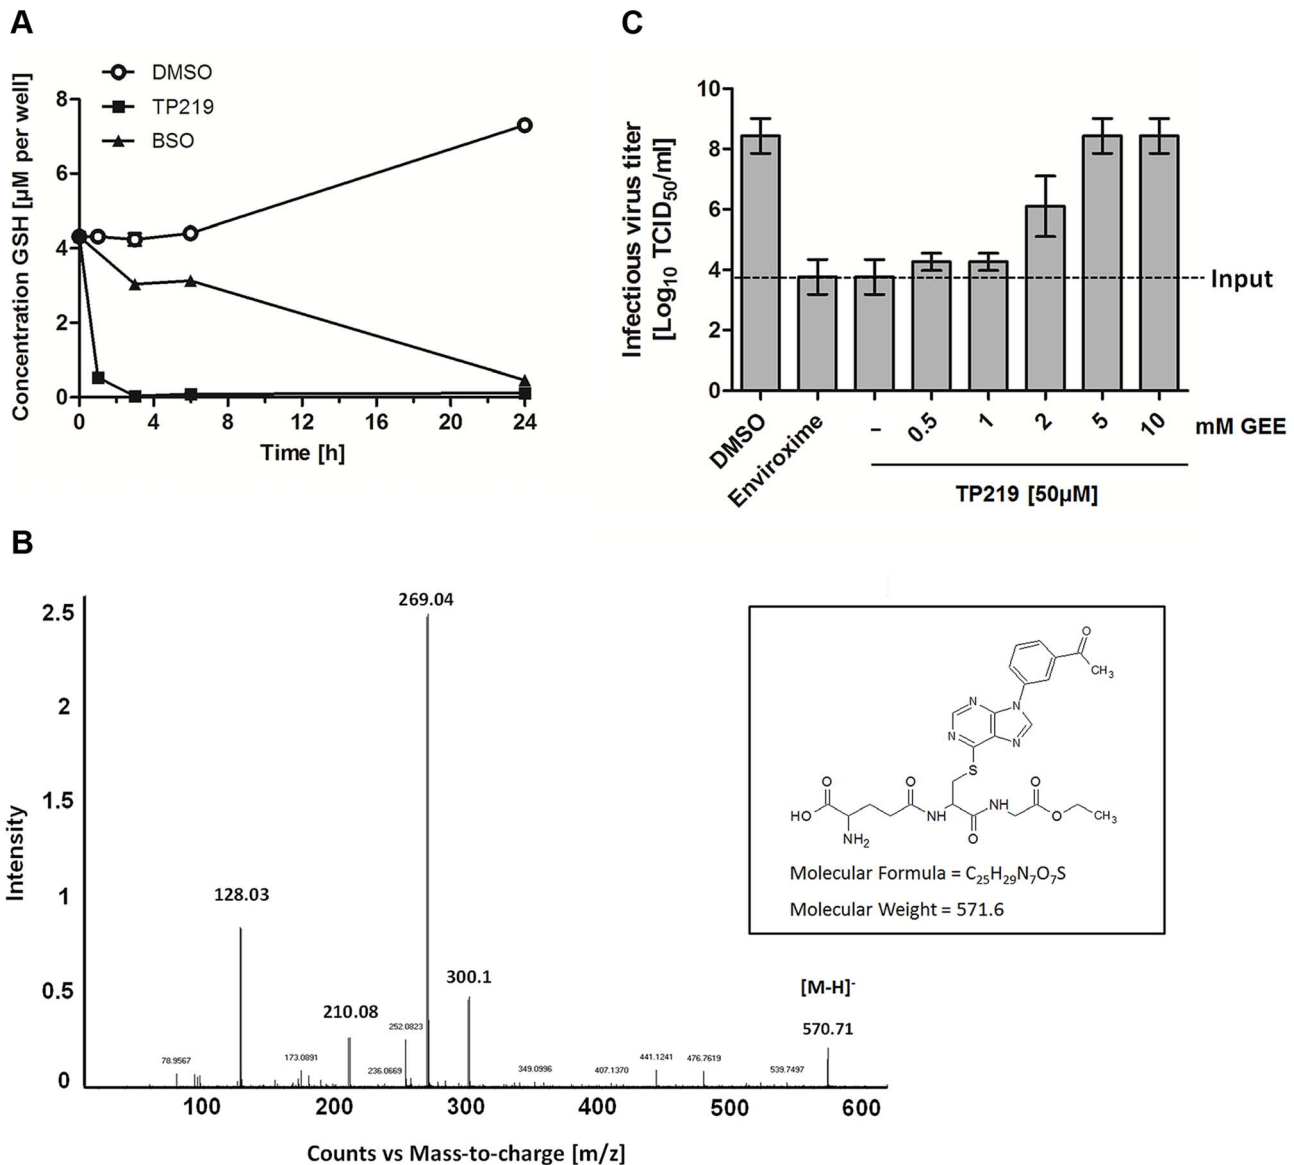 A
DMSO
TP219
BSO
Concentration GSH [µM per well]
8
6
4
2
0
0 4 8 12 16 20 24
Time [h]
C
Infectious virus titer
[Log10 TCID50/ml]
10
8
6
4
2
0
Input
DMSO
Enviroxime
– 0.5 1 2 5 10 mM GEE
TP219 [50µM]
B
Intensity
2.5
2
1.5
1
0.5
0
269.04
128.03
300.1
210.08
252.0823
78.9567
173.0891
236.0669
349.0996
407.1370
441.1241
476.7619
539.7497
[M-H]-
570.71
100 200 300 400 500 600
Counts vs Mass-to-charge [m/z]
O
CH3
N N
N N
S
O O NH O
HO NH O CH3
NH2 O
Molecular Formula = C25H29N7O7S
Molecular Weight = 571.6